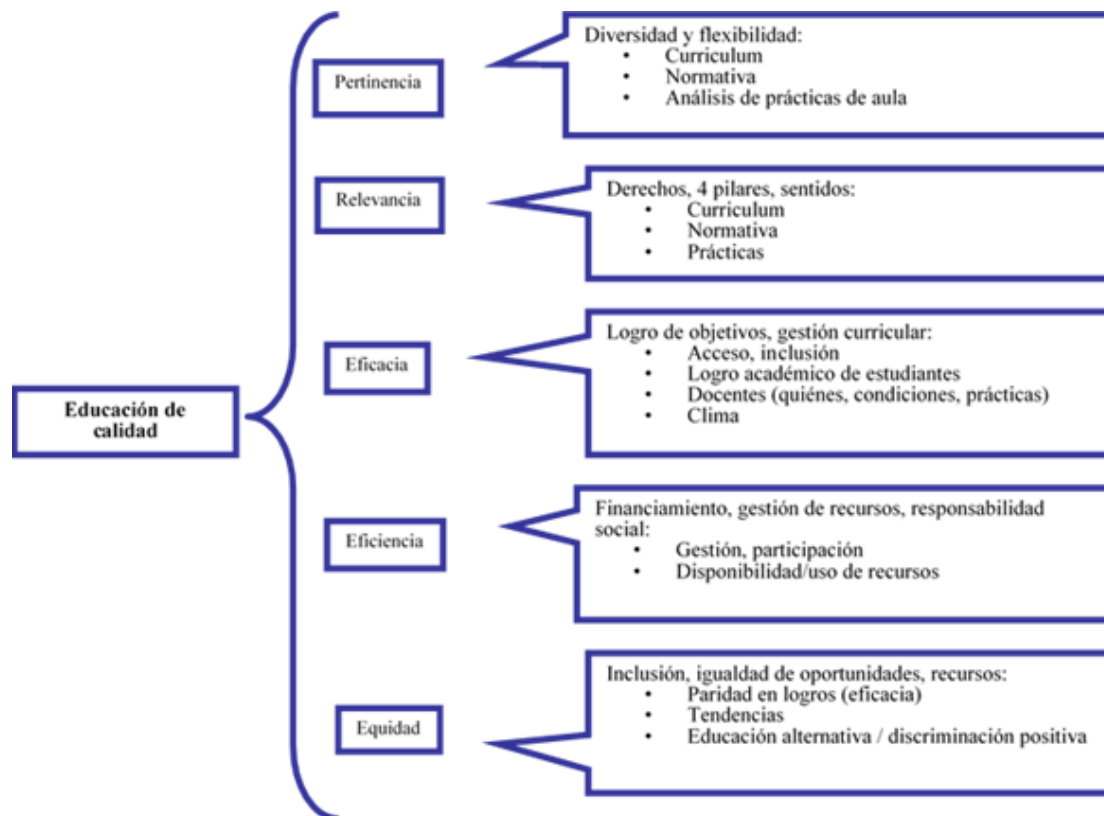 Educación de
calidad
Pertinencia
Diversidad y flexibilidad:
• Curriculum
• Normativa
• Análisis de prácticas de aula
Relevancia
Derechos, 4 pilares, sentidos:
• Curriculum
• Normativa
• Prácticas
Eficacia
Logro de objetivos, gestión curricular:
• Acceso, inclusión
• Logro académico de estudiantes
• Docentes (quiénes, condiciones, prácticas)
• Clima
Eficiencia
Financiamiento, gestión de recursos, responsabilidad
social:
• Gestión, participación
• Disponibilidad/uso de recursos
Equidad
Inclusión, igualdad de oportunidades, recursos:
• Paridad en logros (eficacia)
• Tendencias
• Educación alternativa / discriminación positiva